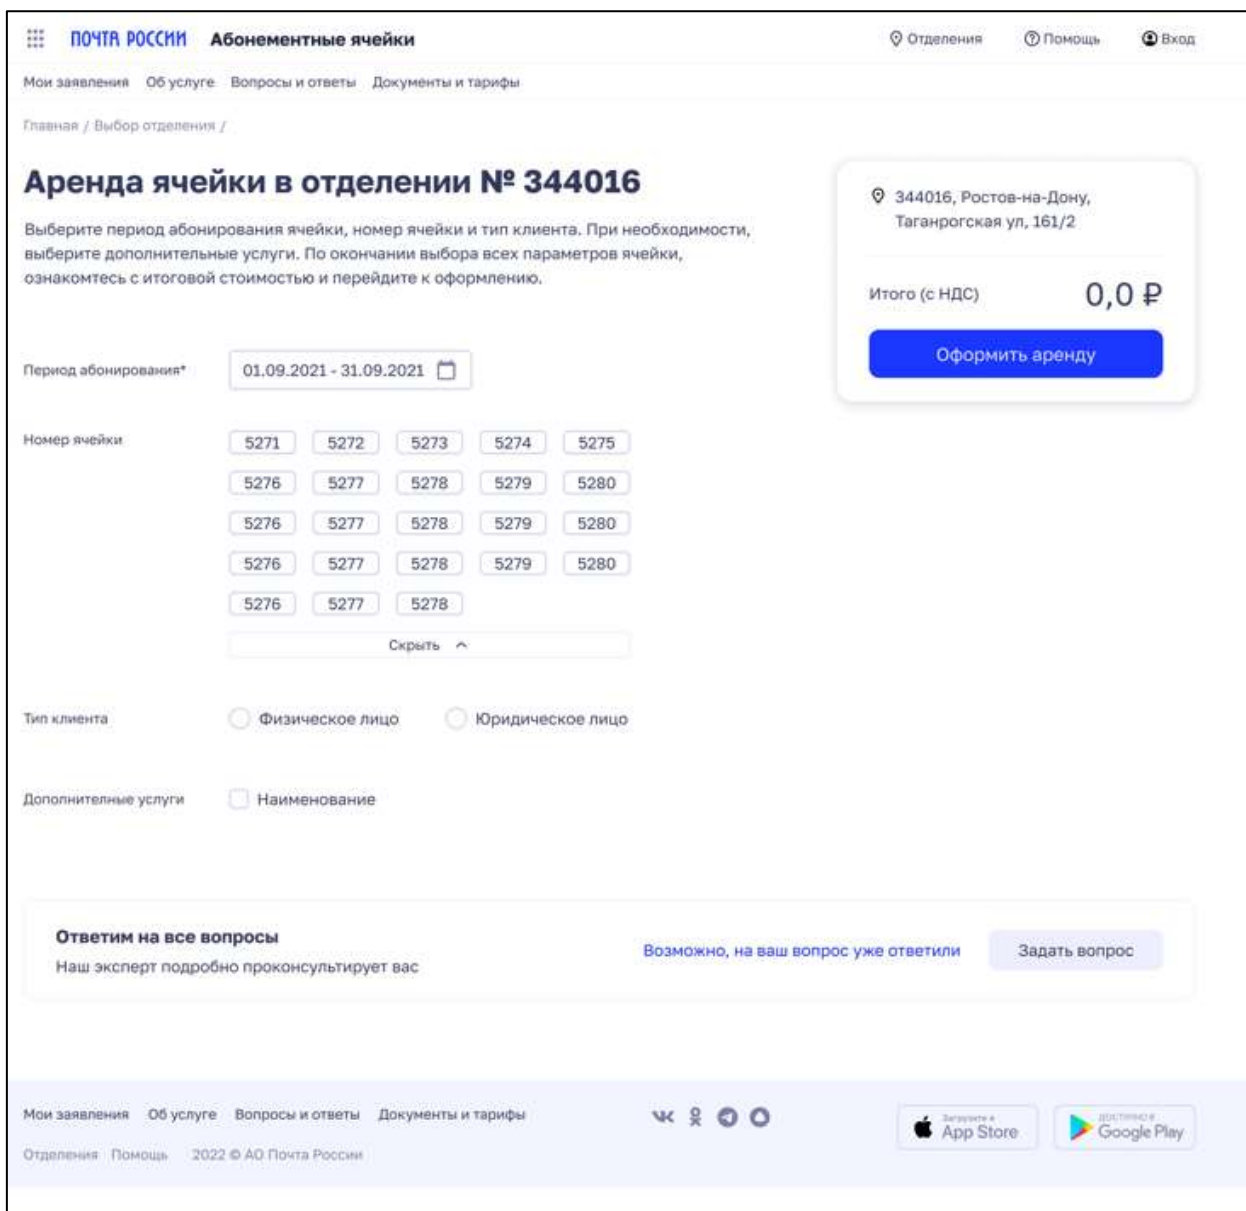 ПОЧТА РОССИИ Абонементные ячейки Отделения Помощь Вход
Мои заявления Об услуге Вопросы и ответы Документы и тарифы
Главная / Выбор отделения /
Аренда ячейки в отделении № 344016
Выберите период абонирования ячейки, номер ячейки и тип клиента. При необходимости,
выберите дополнительные услуги. По окончании выбора всех параметров ячейки,
ознакомтесь с итоговой стоимостью и перейдите к оформлению.
344016, Ростов-на-Дону,
Таганрогская ул, 161/2
Итого (с НДС) 0,0 ₽
Оформить аренду
Период абонирования* 01.09.2021 - 31.09.2021
Номер ячейки 5271 5272 5273 5274 5275
5276 5277 5278 5279 5280
5276 5277 5278 5279 5280
5276 5277 5278 5279 5280
5276 5277 5278
Скрыть
Тип клиента Физическое лицо Юридическое лицо
Дополнителные услуги Наименование
Ответим на все вопросы
Наш эксперт подробно проконсультирует вас
Возможно, на ваш вопрос уже ответили Задать вопрос
Мои заявления Об услуге Вопросы и ответы Документы и тарифы
Загрузите в
App Store
ДОСТУПНО В
Google Play
Отделения Помощь 2022 © АО Почта России